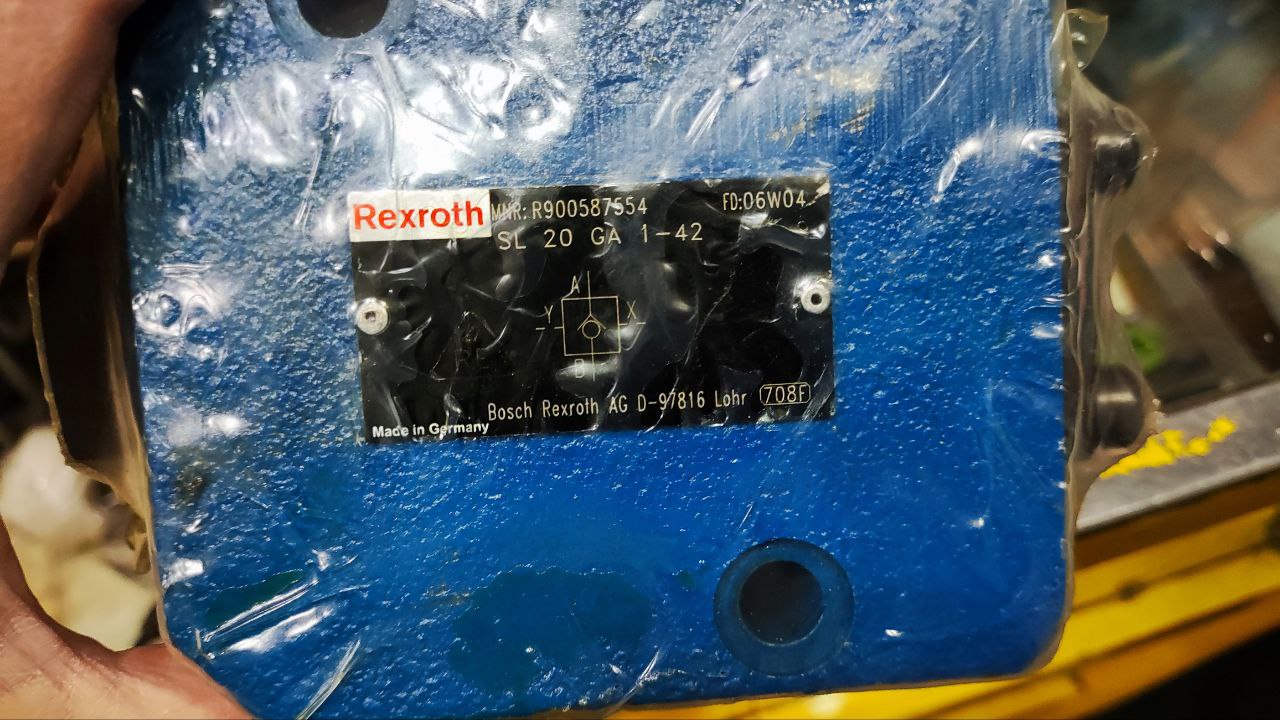 Rexroth MNR: R900587554 FD:06W04
SL 20 GA 1-42
A
Y X
B
Bosch Rexroth AG D-97816 Lohr 708F
Made in Germany